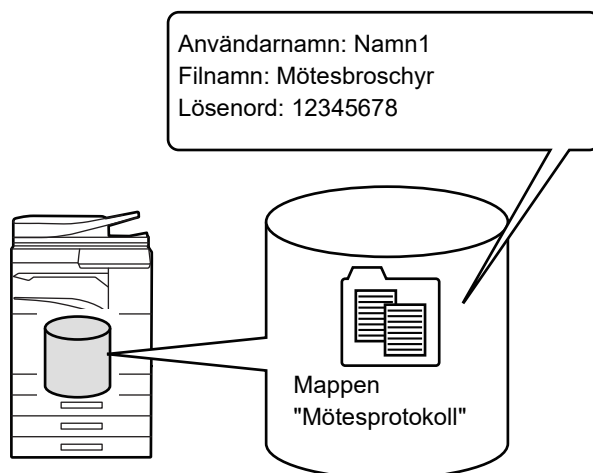 Användarnamn: Namn1
Filnamn: Mötesbroschyr
Lösenord: 12345678
Mappen
"Mötesprotokoll"